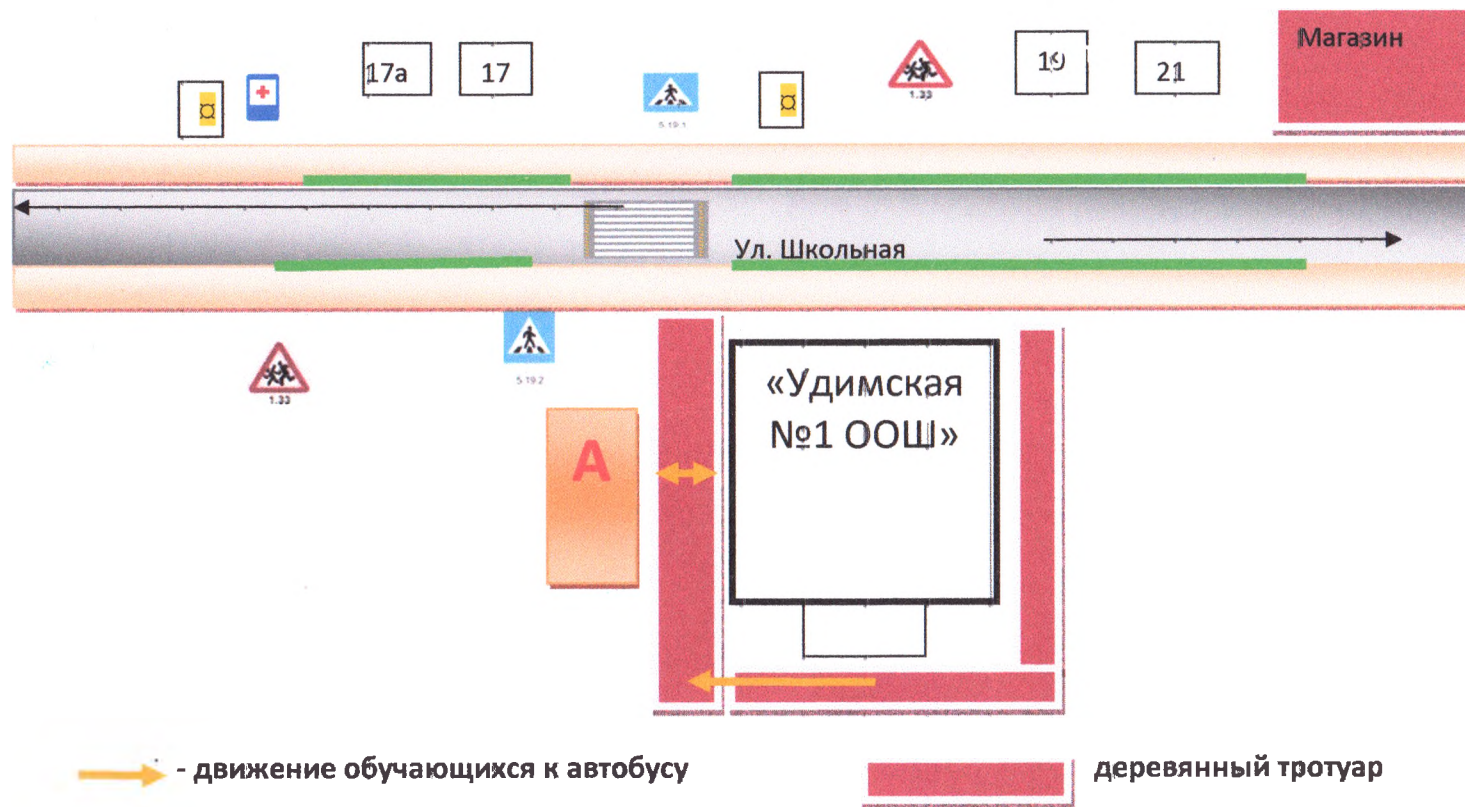 Магазин
17а
17
19
21
1.33
5.19.1
Ул. Школьная
1.33
5.19.2
«Удимская
№1 ООШ»
А
- движение обучающихся к автобусу
деревянный тротуар